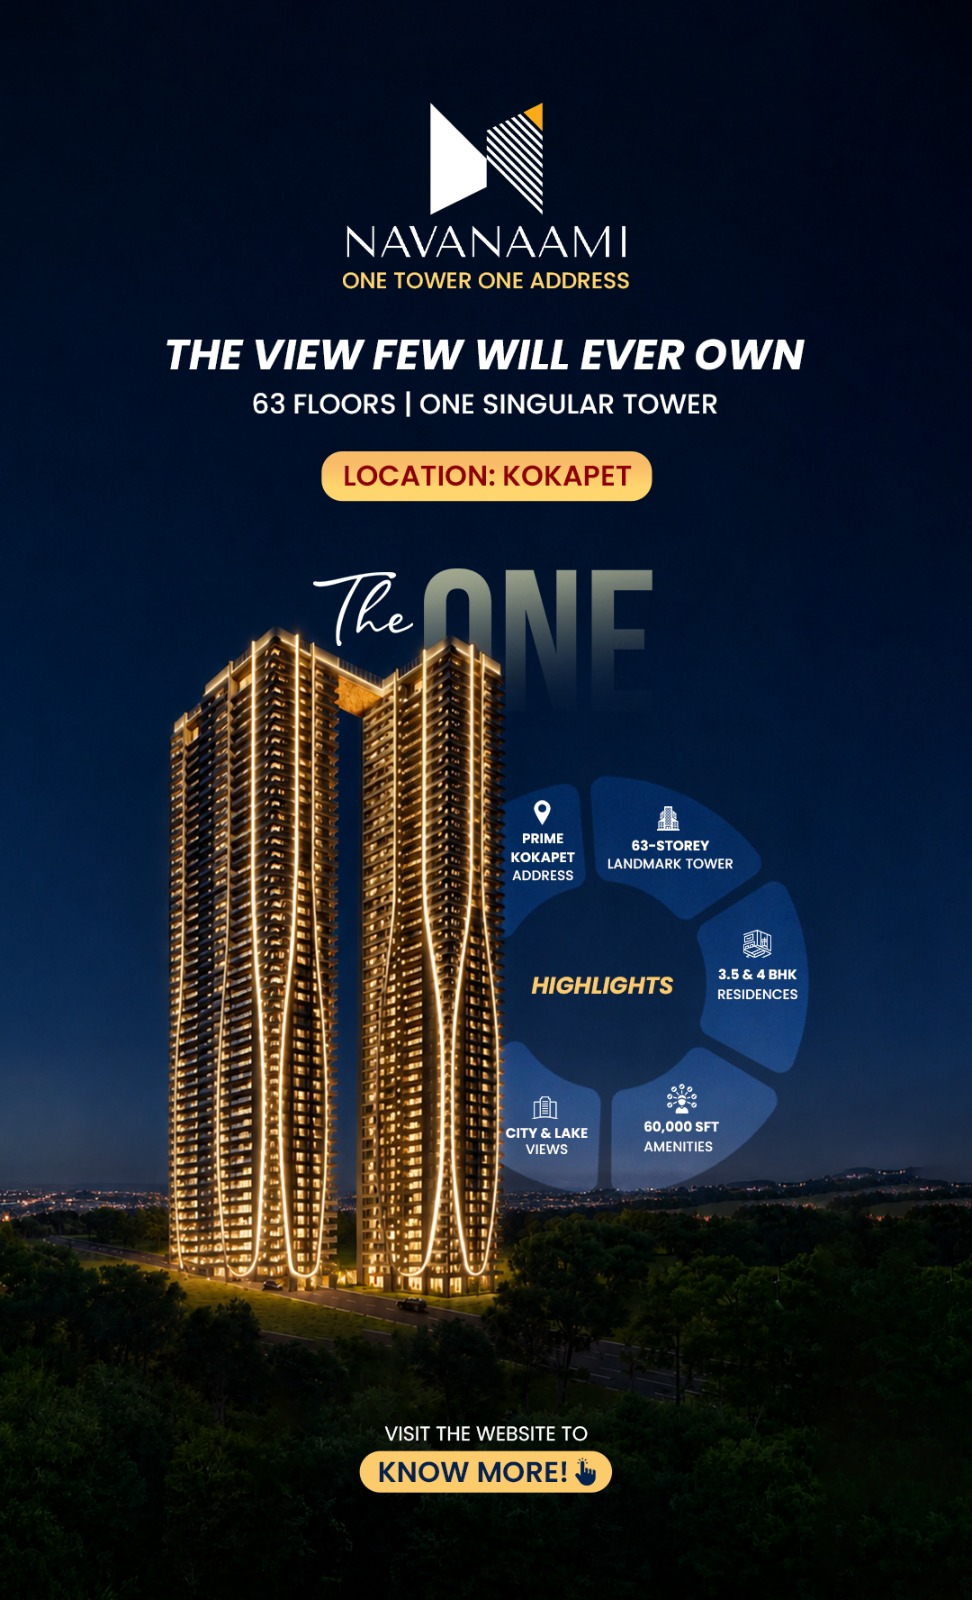 NAVANAAMI
ONE TOWER ONE ADDRESS
THE VIEW FEW WILL EVER OWN
63 FLOORS | ONE SINGULAR TOWER
LOCATION: KOKAPET
The ONE
PRIME
KOKAPET
ADDRESS
63-STOREY
LANDMARK TOWER
3.5 & 4 BHK
RESIDENCES
HIGHLIGHTS
CITY & LAKE
VIEWS
60,000 SFT
AMENITIES
VISIT THE WEBSITE TO
KNOW MORE!